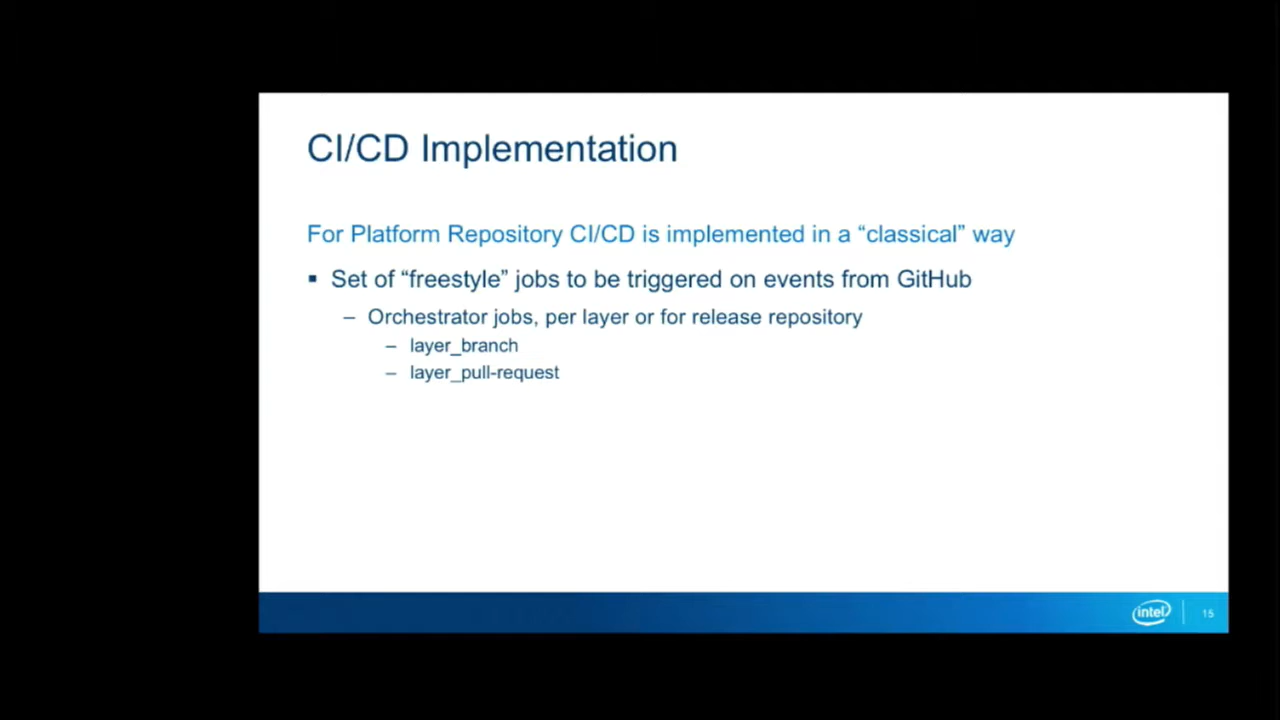 CI/CD Implementation
For Platform Repository CI/CD is implemented in a “classical” way
▪ Set of “freestyle” jobs to be triggered on events from GitHub
– Orchestrator jobs, per layer or for release repository
– layer_branch
– layer_pull-request
intel
15